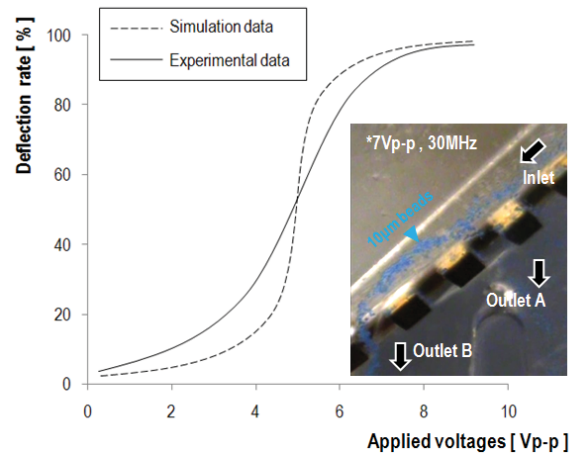 Deflection rate [ % ]
Simulation data
Experimental data
100
80
60
40
20
0
0
2
4
6
8
10
Applied voltages [ Vp-p ]
*7Vp-p , 30MHz
Inlet
10μm beads
Outlet A
Outlet B